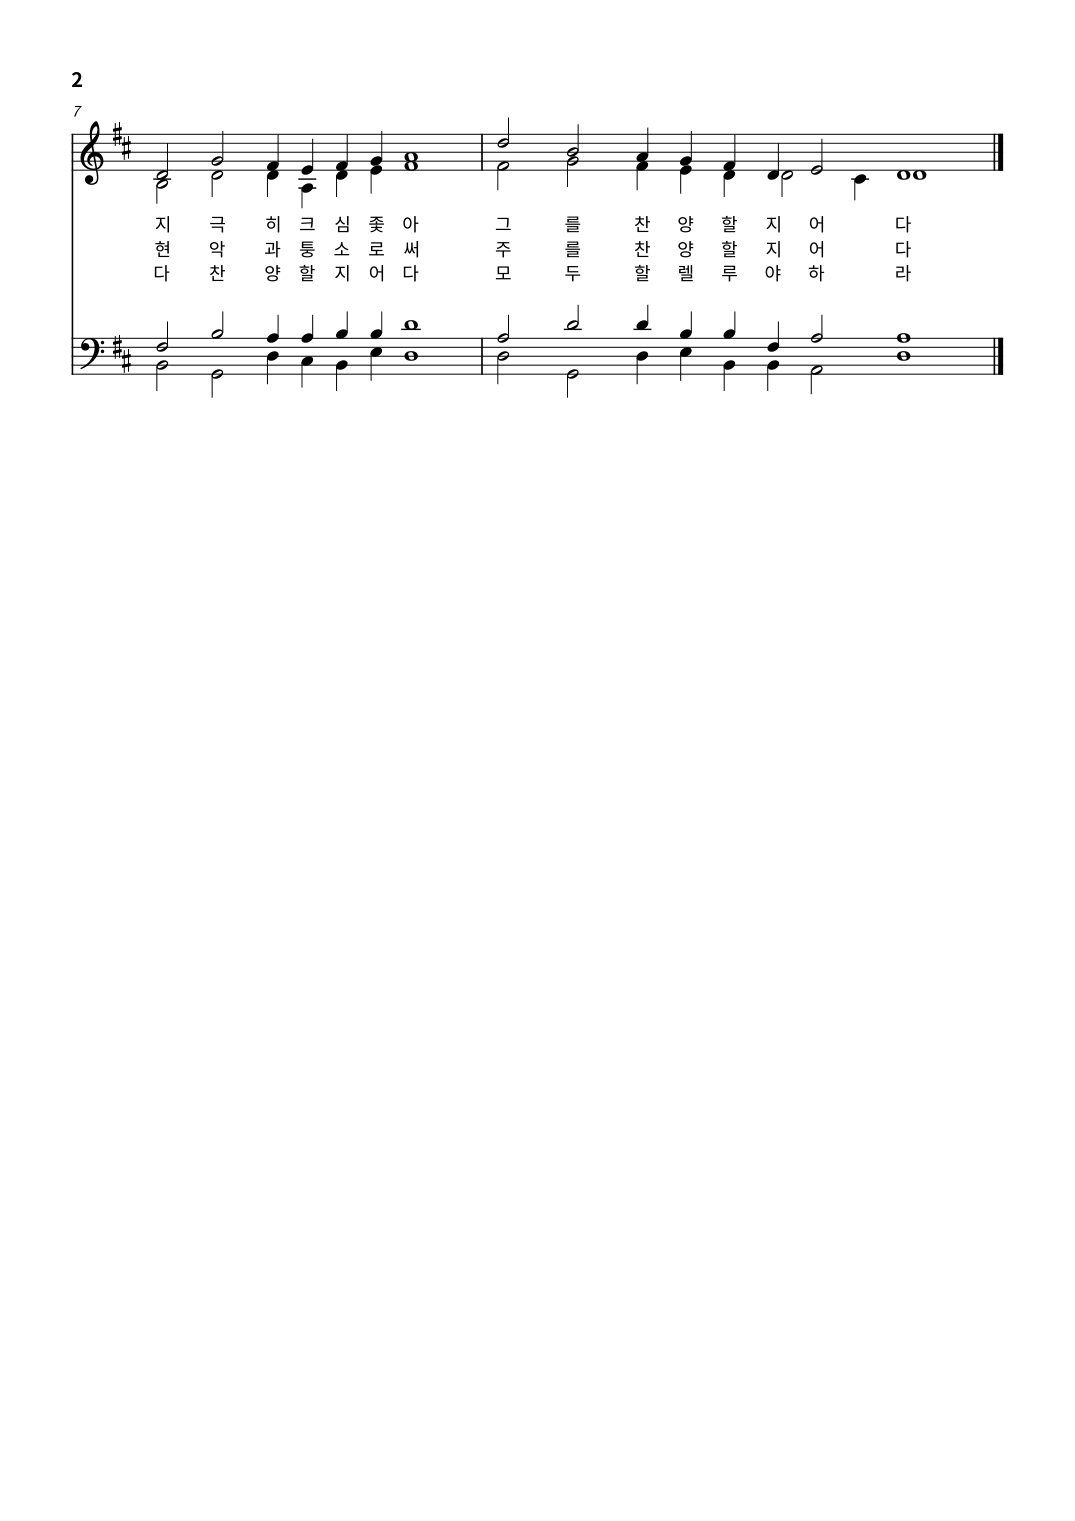 2
7
지 극 히 크 심 좇 아 그 를 찬 양 할 지 어 다
현 악 과 퉁 소 로 써 주 를 찬 양 할 지 어 다
다 찬 양 할 지 어 다 모 두 할 렐 루 야 하 라